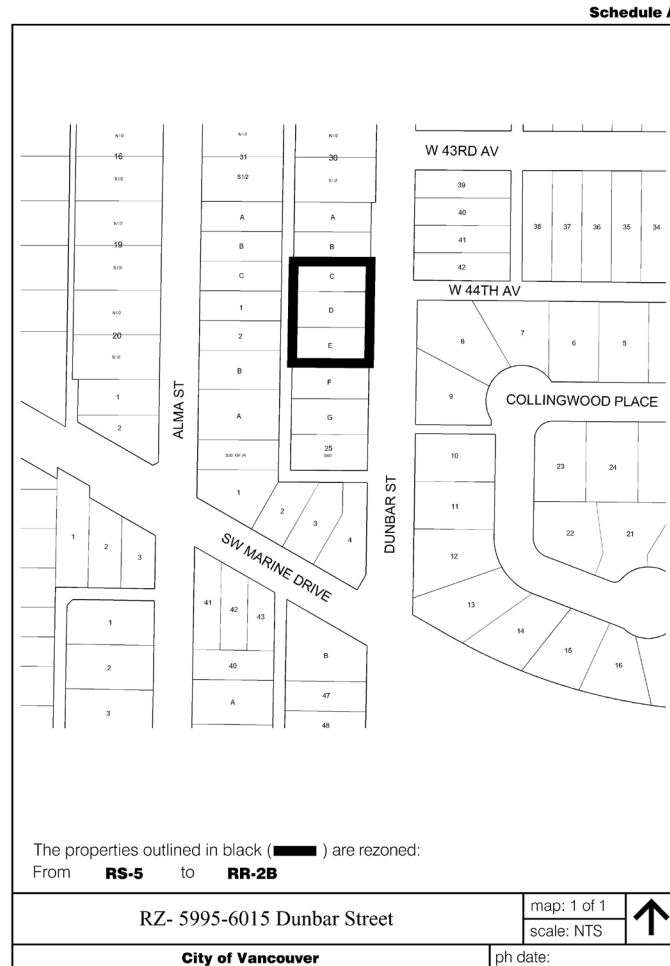 Schedule A
N1/2
N1/2
N1/2
16
31
30
S1/2
S1/2
S1/2
W 43RD AV
39
40
41
42
38
37
36
35
34
A
A
N1/2
B
B
19
S1/2
C
C
W 44TH AV
1
D
N1/2
20
2
E
S1/2
8
7
6
5
B
F
1
9
COLLINGWOOD PLACE
ALMA ST
A
G
2
25
10
23
24
1
2
3
4
DUNBAR ST
11
1
2
3
SW MARINE DRIVE
12
22
21
41
42
43
13
1
14
B
15
2
40
16
A
47
3
48
The properties outlined in black ( ) are rezoned:
From RS-5 to RR-2B
RZ- 5995-6015 Dunbar Street
map: 1 of 1
scale: NTS
City of Vancouver
ph date: